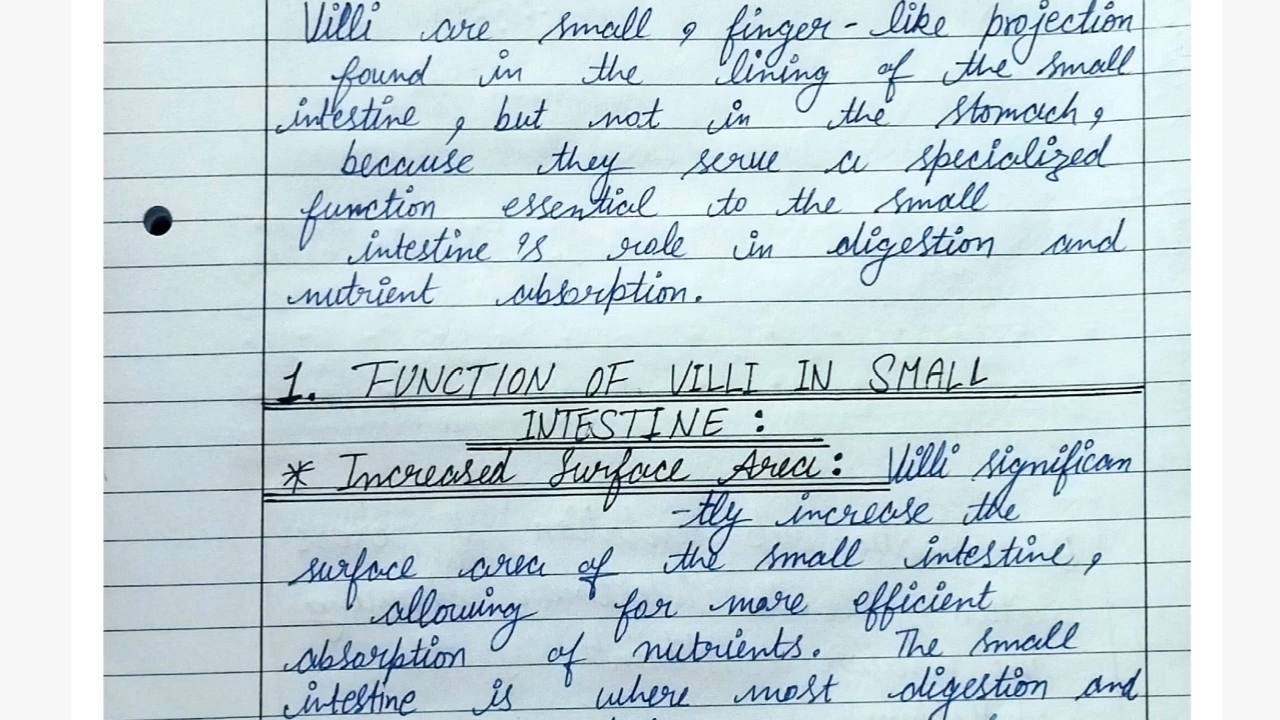 Villi are small, finger-like projection
found in the lining of the small
intestine, but not in the stomach,
because they serve a specialized
function essential to the small
intestine's role in digestion and
nutrient absorption.
1. FUNCTION OF VILLI IN SMALL
INTESTINE :
* Increased Surface Area: Villi significan
-tly increase the
surface area of the small intestine,
allowing for more efficient
absorption of nutrients. The small
intestine is where most digestion and